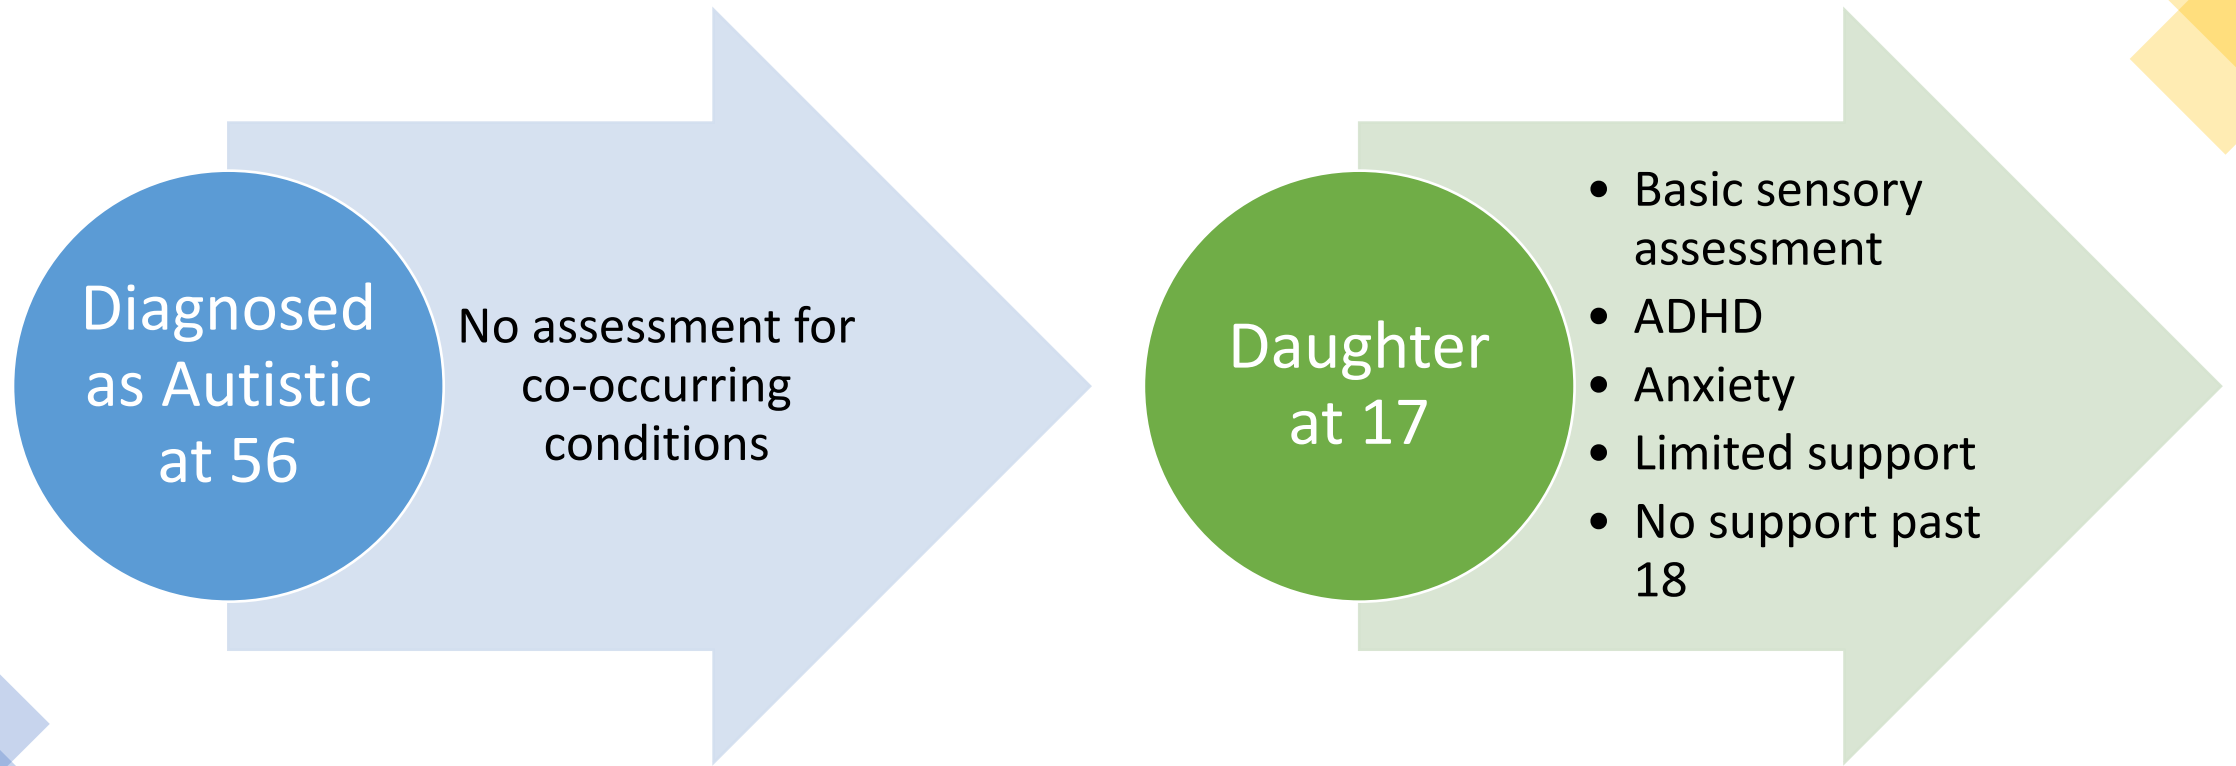 Diagnosed
as Autistic
at 56
No assessment for
co-occurring
conditions
Daughter
at 17
• Basic sensory
assessment
• ADHD
• Anxiety
• Limited support
• No support past
18